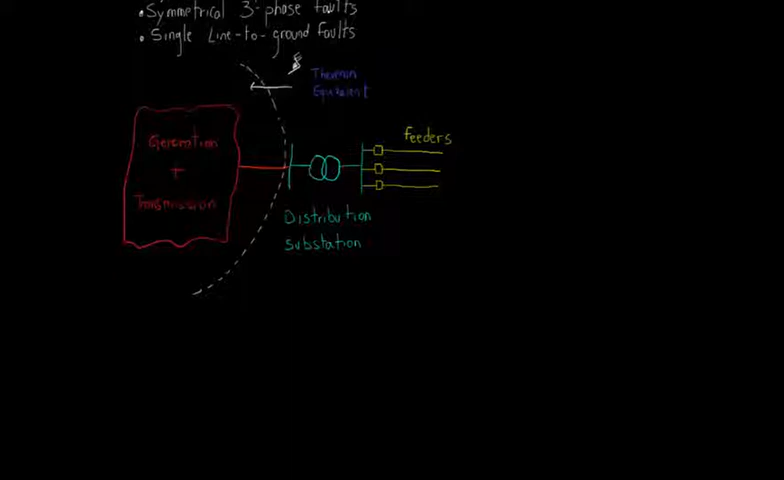 • Symmetrical 3-phase faults
• Single Line-to-ground faults
Thevenin
Equivalent
Generation
+
Transmission
Feeders
Distribution
Substation